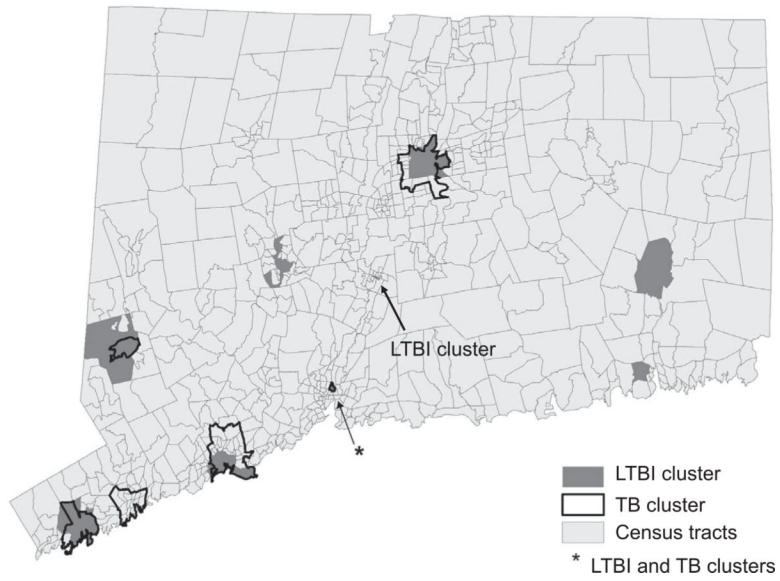 LTBI cluster
*
LTBI cluster
TB cluster
Census tracts
* LTBI and TB clusters